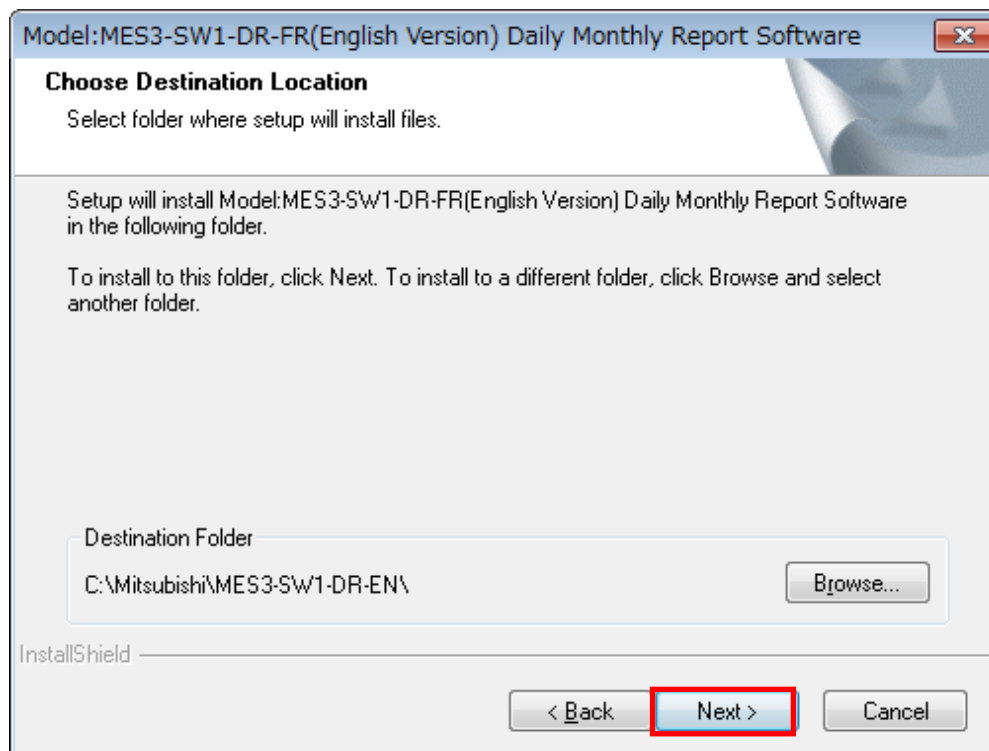 Model:MES3-SW1-DR-FR(English Version) Daily Monthly Report Software
Choose Destination Location
Select folder where setup will install files.
Setup will install Model:MES3-SW1-DR-FR(English Version) Daily Monthly Report Software
in the following folder.
To install to this folder, click Next. To install to a different folder, click Browse and select
another folder.
Destination Folder
C:\Mitsubishi\MES3-SW1-DR-EN\
Browse...
InstallShield
< Back
Next >
Cancel